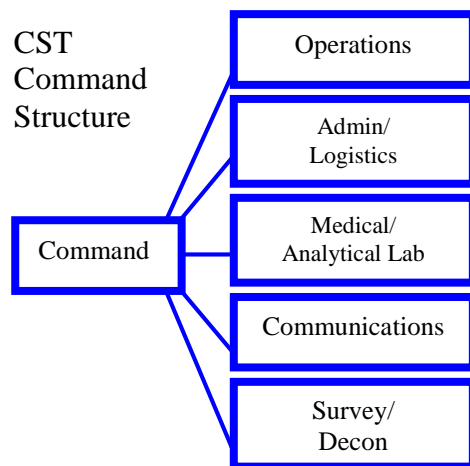 CST
Command
Structure
Operations
Admin/
Logistics
Command
Medical/
Analytical Lab
Communications
Survey/
Decon